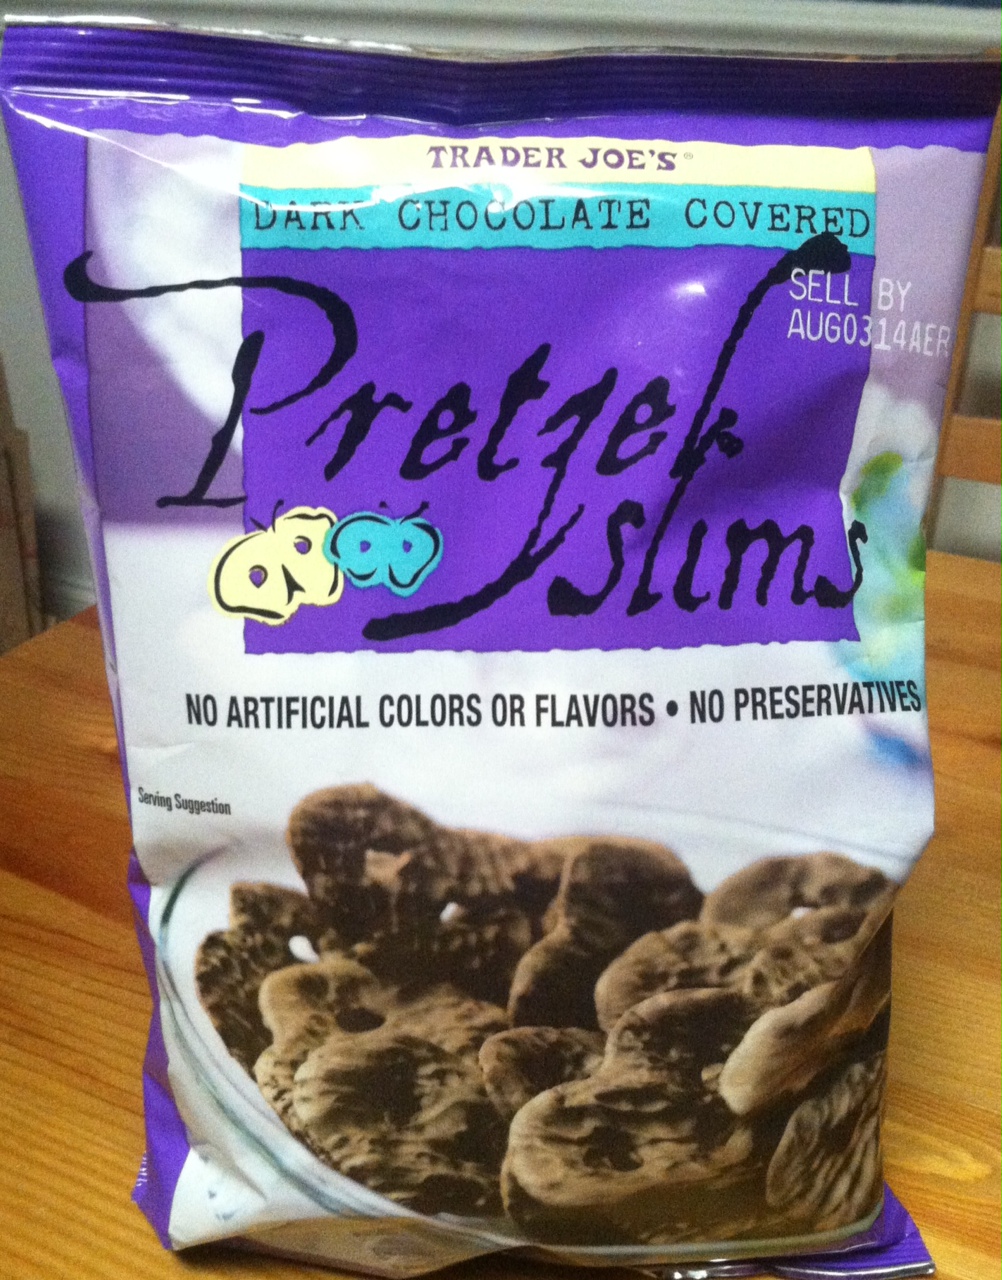 TRADER JOE'S®
DARK CHOCOLATE COVERED
SELL BY
AUG0314AER
Pretzel
slims
NO ARTIFICIAL COLORS OR FLAVORS • NO PRESERVATIVES
Serving Suggestion